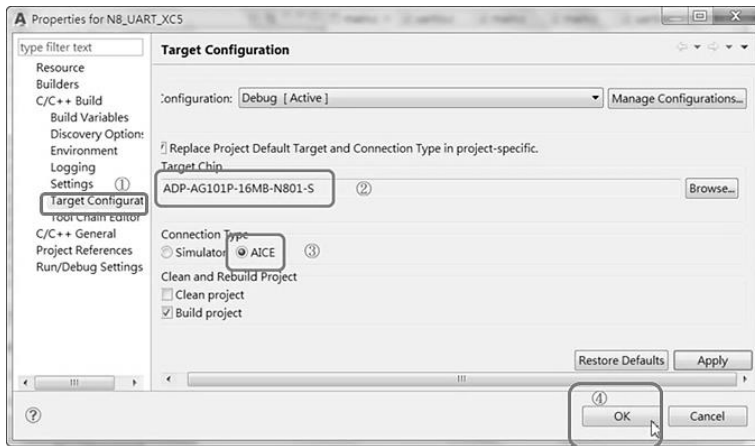 Properties for N8_UART_XC5
type filter text
Resource
Builders
C/C++ Build
Build Variables
Discovery Option:
Environment
Logging
Settings ①
Target Configurat
Tool Chain Editor
C/C++ General
Project References
Run/Debug Settings
Target Configuration
:onfiguration: Debug [ Active ]
Manage Configurations...
Replace Project Default Target and Connection Type in project-specific.
Target Chip
ADP-AG101P-16MB-N801-S ②
Browse...
Connection Type
Simulator AICE ③
Clean and Rebuild Project
Clean project
Build project
Restore Defaults Apply
④
OK Cancel